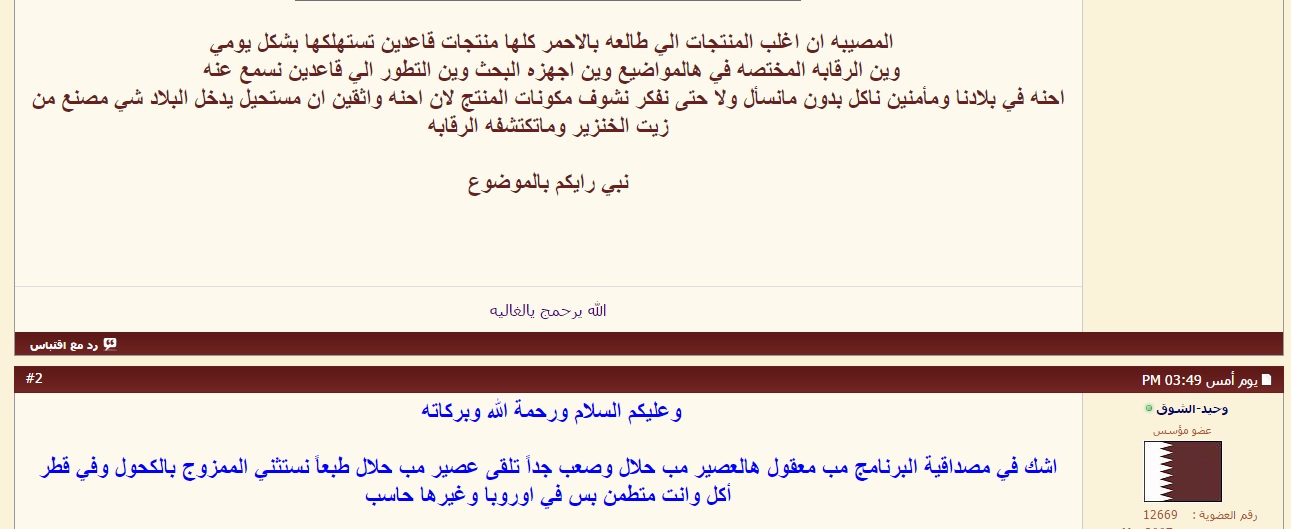 المصيبه ان اغلب المنتجات الي طالعه بالاحمر كلها منتجات قاعدين تستهلكها بشكل يومي
وين الرقابه المختصه في هالمواضيع وين اجهزه البحث وين التطور الي قاعدين نسمع عنه
احنه في بلادنا ومأمنين ناكل بدون مانسأل ولا حتى نفكر نشوف مكونات المنتج لان احنه واثقين ان مستحيل يدخل البلاد شي مصنع من
زيت الخنزير وماتكتشفه الرقابه
نبي رايكم بالموضوع
الله يرحمج يالغاليه
رد مع اقتباس
يوم أمس 03:49 PM
#2
وحيد-الشوق
عضو مؤسس
رقم العضوية : 12669
وعليكم السلام ورحمة الله وبركاته
اشك في مصداقية البرنامج مب معقول هالعصير مب حلال وصعب جداً تلقى عصير مب حلال طبعاً نستثني الممزوج بالكحول وفي قطر
أكل وانت متطمن بس في اوروبا وغيرها حاسب